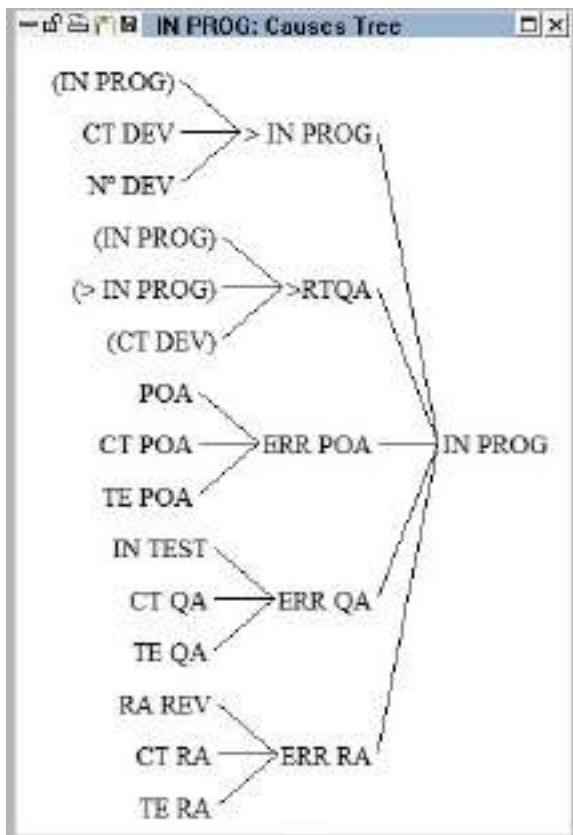 IN PROG: Causes Tree
(IN PROG)
CT DEV
> IN PROG
Nº DEV
(IN PROG)
(> IN PROG)
>RTQA
(CT DEV)
POA
CT POA
ERR POA
IN PROG
TE POA
IN TEST
CT QA
ERR QA
TE QA
RA REV
CT RA
ERR RA
TE RA